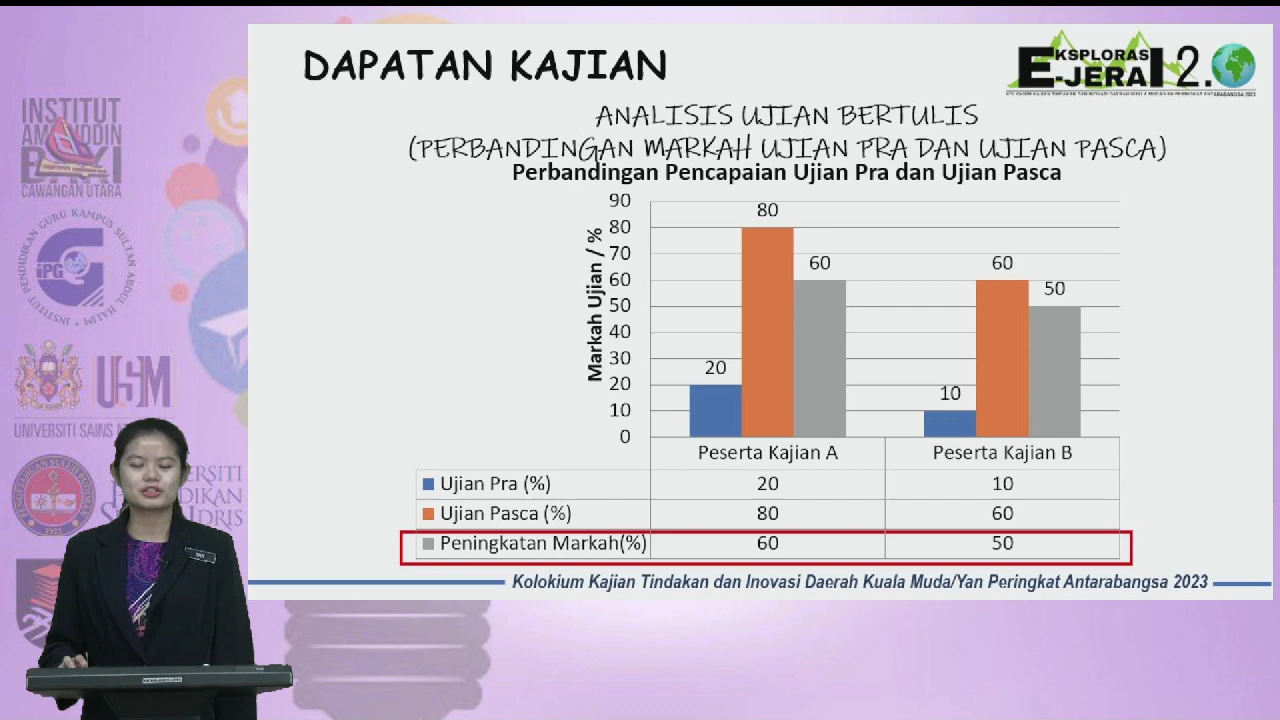 DAPATAN KAJIAN
EKSPLORASI
E-JERAI 2.0
ANALISIS UJIAN BERTULIS
(PERBANDINGAN MARKAH UJIAN PRA DAN UJIAN PASCA)
Perbandingan Pencapaian Ujian Pra dan Ujian Pasca
Markah Ujian / %
90
80
70
60
50
40
30
20
10
0
20
80
60
10
60
50
Peserta Kajian A
Peserta Kajian B
Ujian Pra (%) 20 10
Ujian Pasca (%) 80 60
Peningkatan Markah(%) 60 50
Kolokium Kajian Tindakan dan Inovasi Daerah Kuala Muda/Yan Peringkat Antarabangsa 2023
INSTITUT
AMINUDDIN
BAKI
CAWANGAN UTARA
INSTITUT PENDIDIKAN GURU KAMPUS SULTAN ABDUL HALIM
iPG
USM
UNIVERSITI SAINS